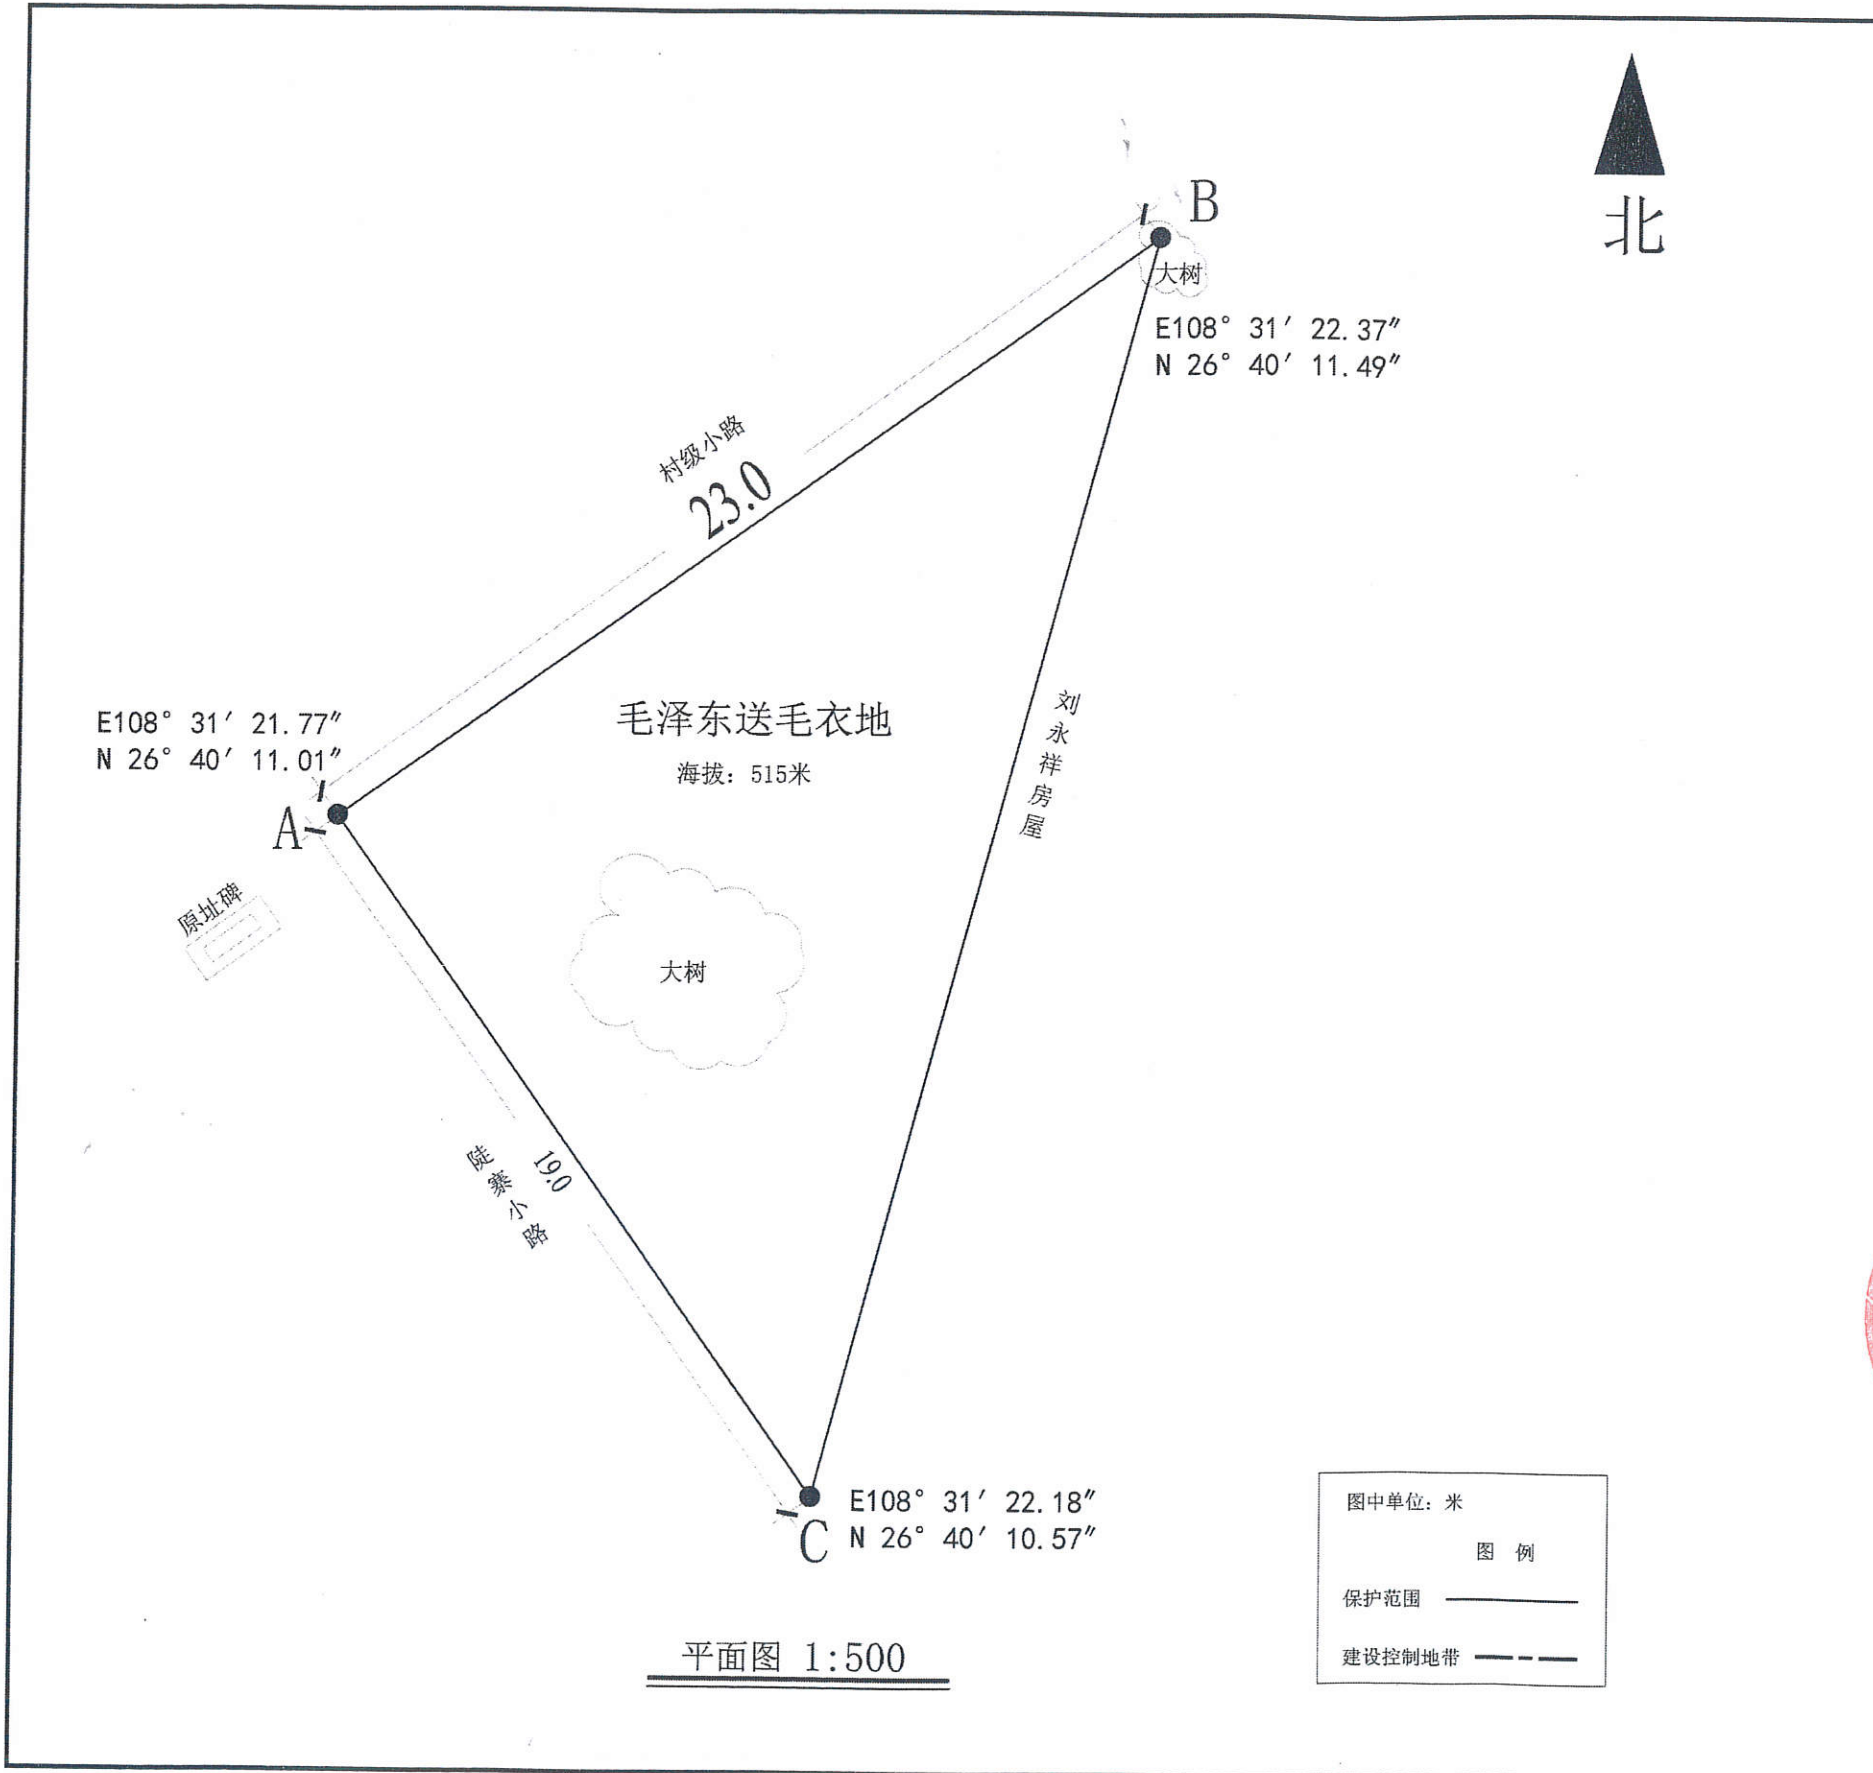 北
B
大树
E108° 31′ 22.37″
N 26° 40′ 11.49″
村级小路
23.0
E108° 31′ 21.77″
N 26° 40′ 11.01″
毛泽东送毛衣地
海拔：515米
刘永祥房屋
A
原址碑
大树
陡寨小路
19.0
E108° 31′ 22.18″
N 26° 40′ 10.57″
C
图中单位：米
图 例
保护范围
建设控制地带
平面图 1:500